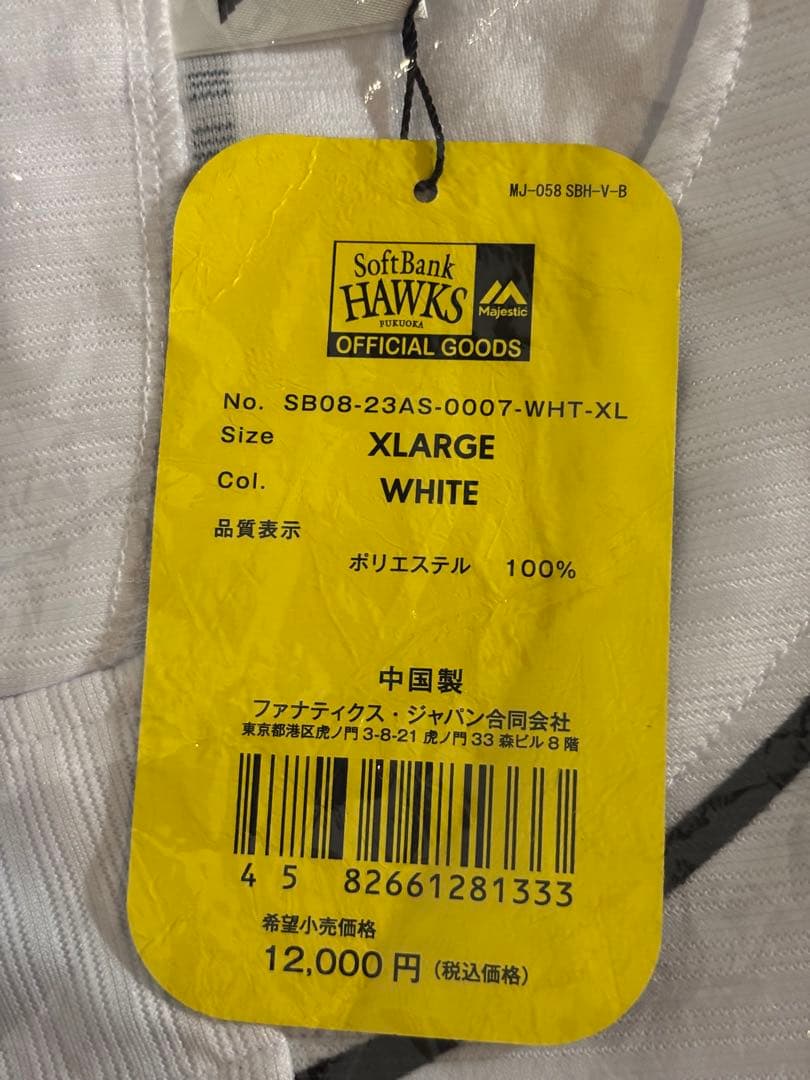 MJ-058 SBH-V-B
SoftBank
HAWKS
FUKUOKA
Majestic
OFFICIAL GOODS
No. SB08-23AS-0007-WHT-XL
Size XLARGE
Col. WHITE
品質表示
ポリエステル 100%
中国製
ファナティクス・ジャパン合同会社
東京都港区虎ノ門 3-8-21 虎ノ門 33 森ビル 8 階
4 5 82661281333
希望小売価格
12,000 円 (税込価格)